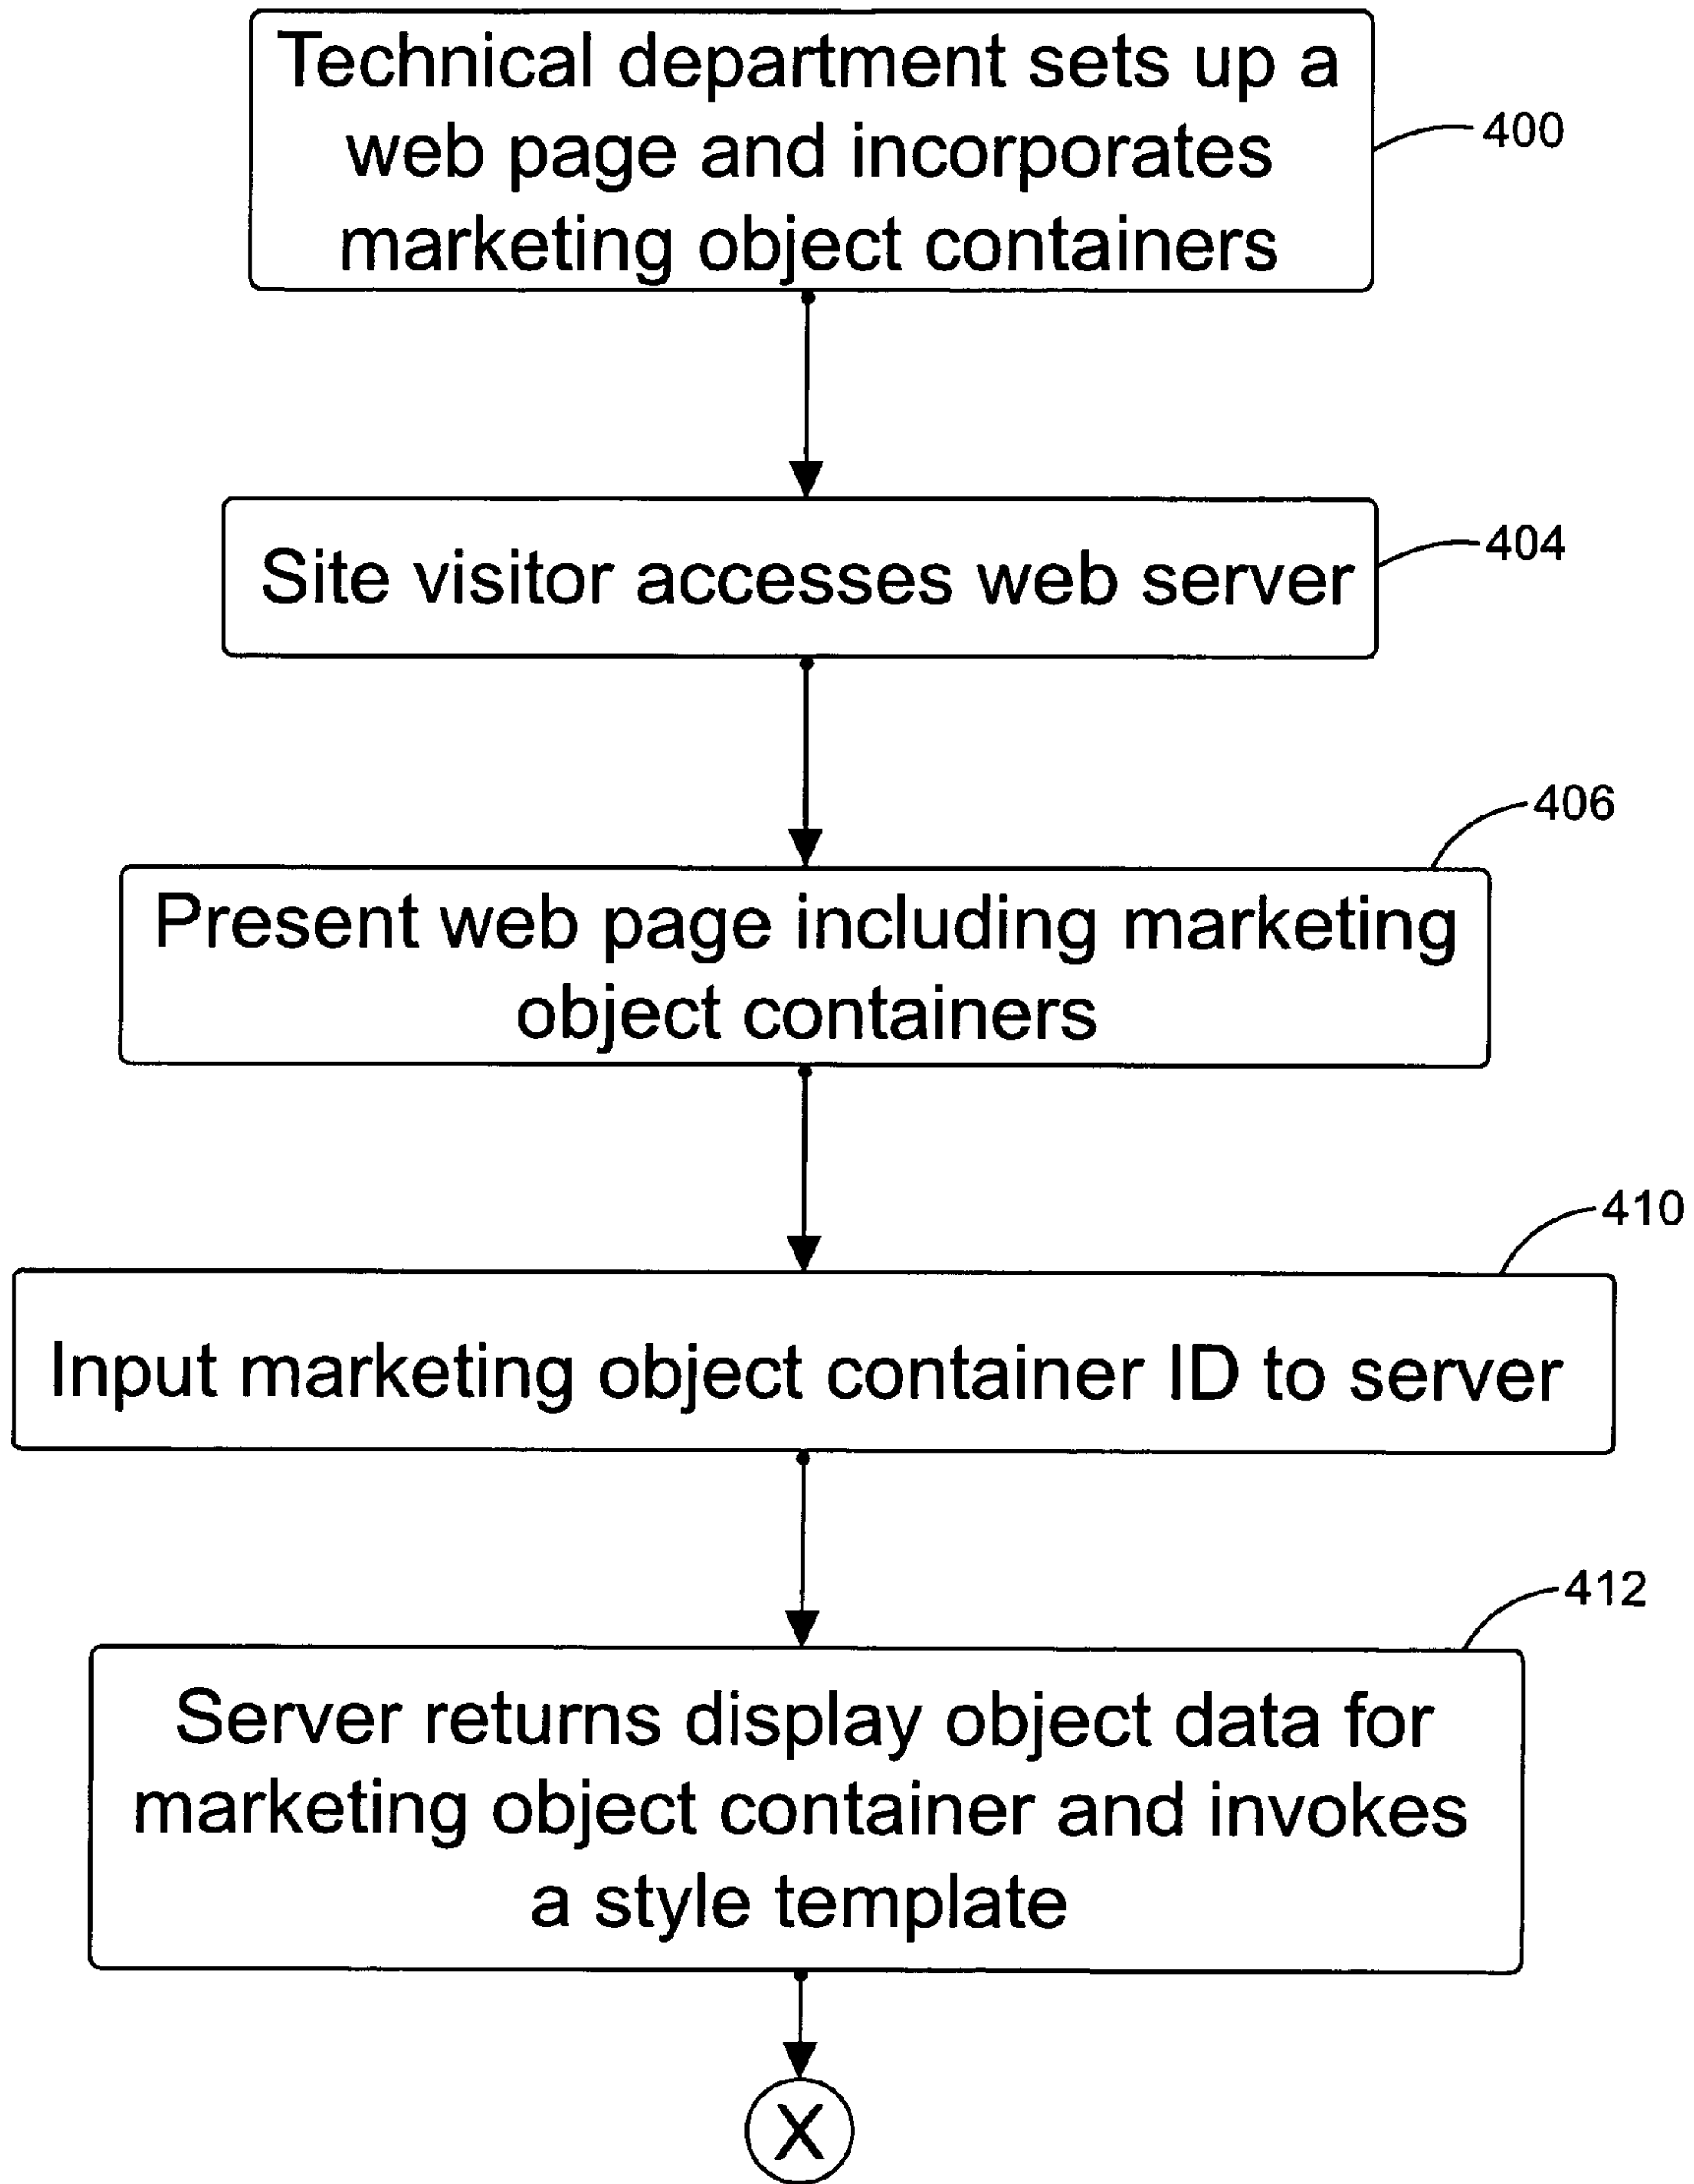 Technical department sets up a
web page and incorporates
marketing object containers
400
Site visitor accesses web server
404
406
Present web page including marketing
object containers
410
Input marketing object container ID to server
412
Server returns display object data for
marketing object container and invokes
a style template
X